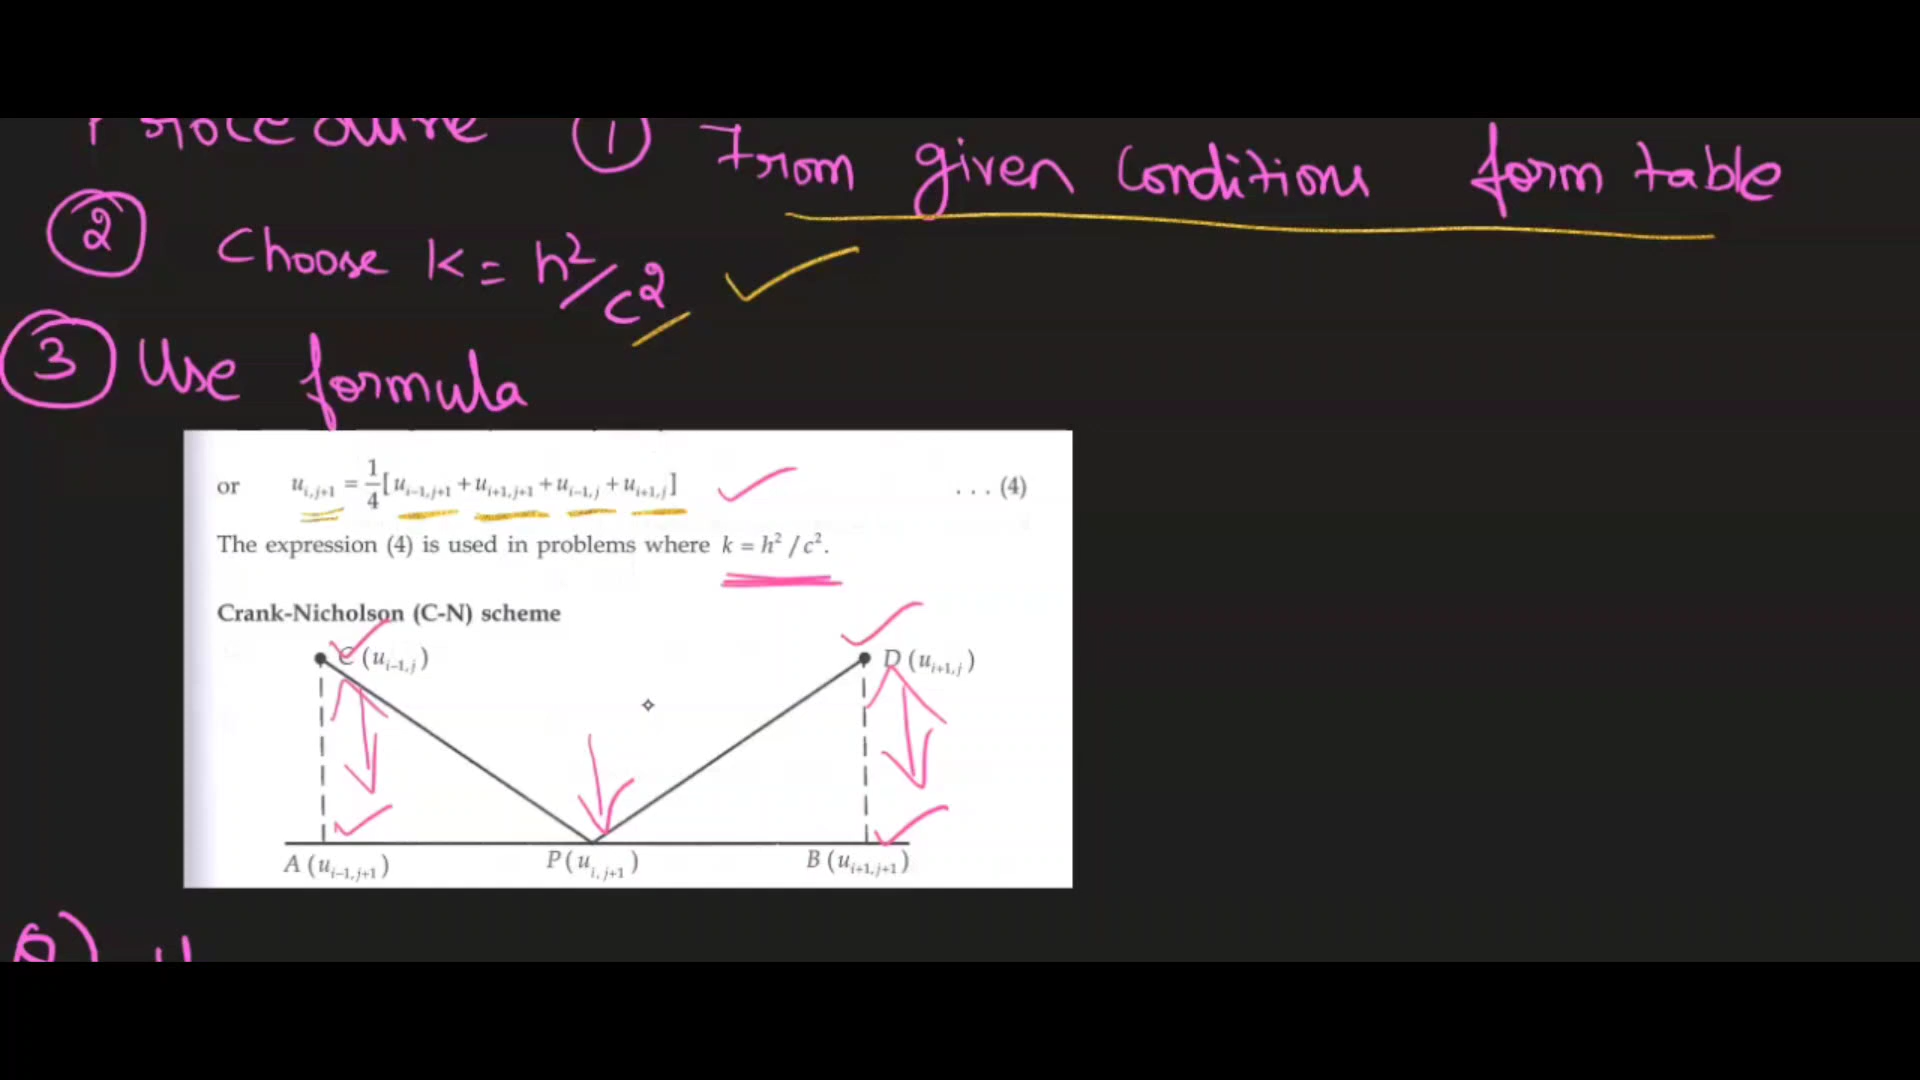 Procedure ① From given conditions form table
② Choose k = h²/c²
③ Use formula
or u_{i,j+1} = 1/4 [u_{i-1,j+1} + u_{i+1,j+1} + u_{i-1,j} + u_{i+1,j}] . . . (4)
The expression (4) is used in problems where k = h² / c².
Crank-Nicholson (C-N) scheme
C (u_{i-1,j}) D (u_{i+1,j})
A (u_{i-1,j+1}) P (u_{i,j+1}) B (u_{i+1,j+1})